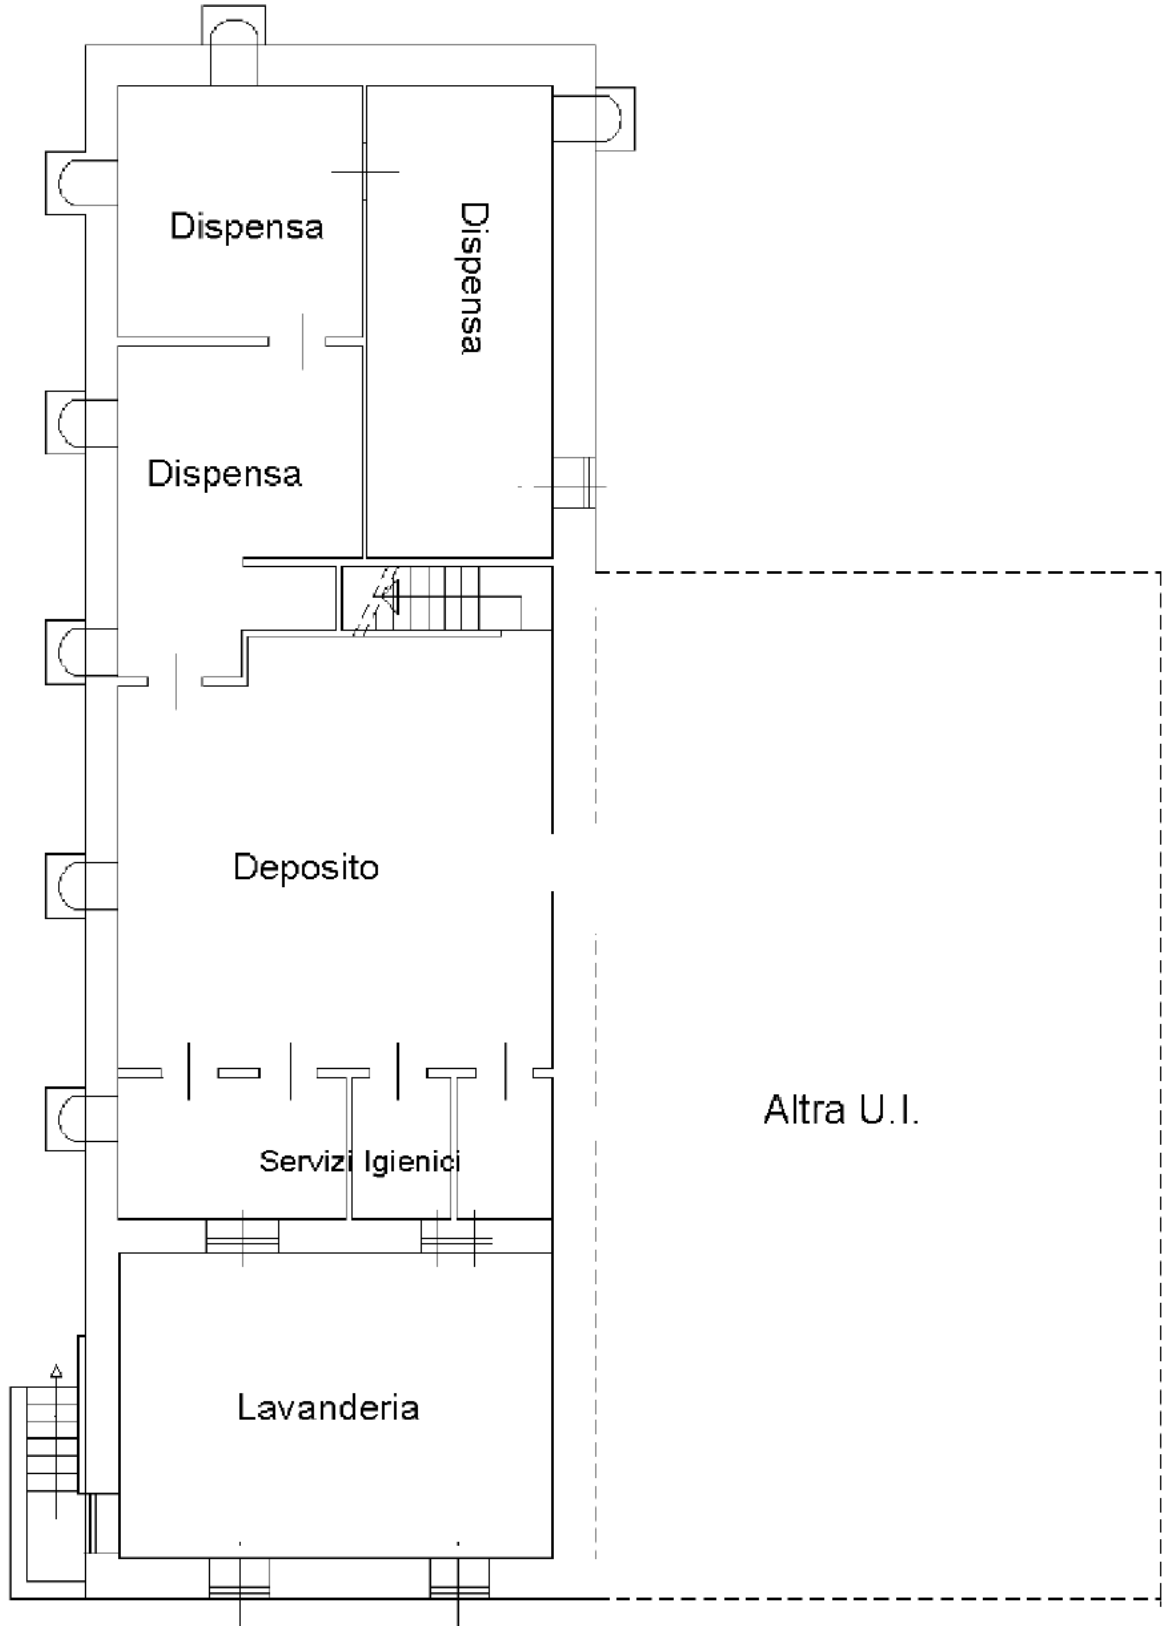 Dispensa
Dispensa
Dispensa
Deposito
Altra U.I.
Servizi Igienici
Lavanderia